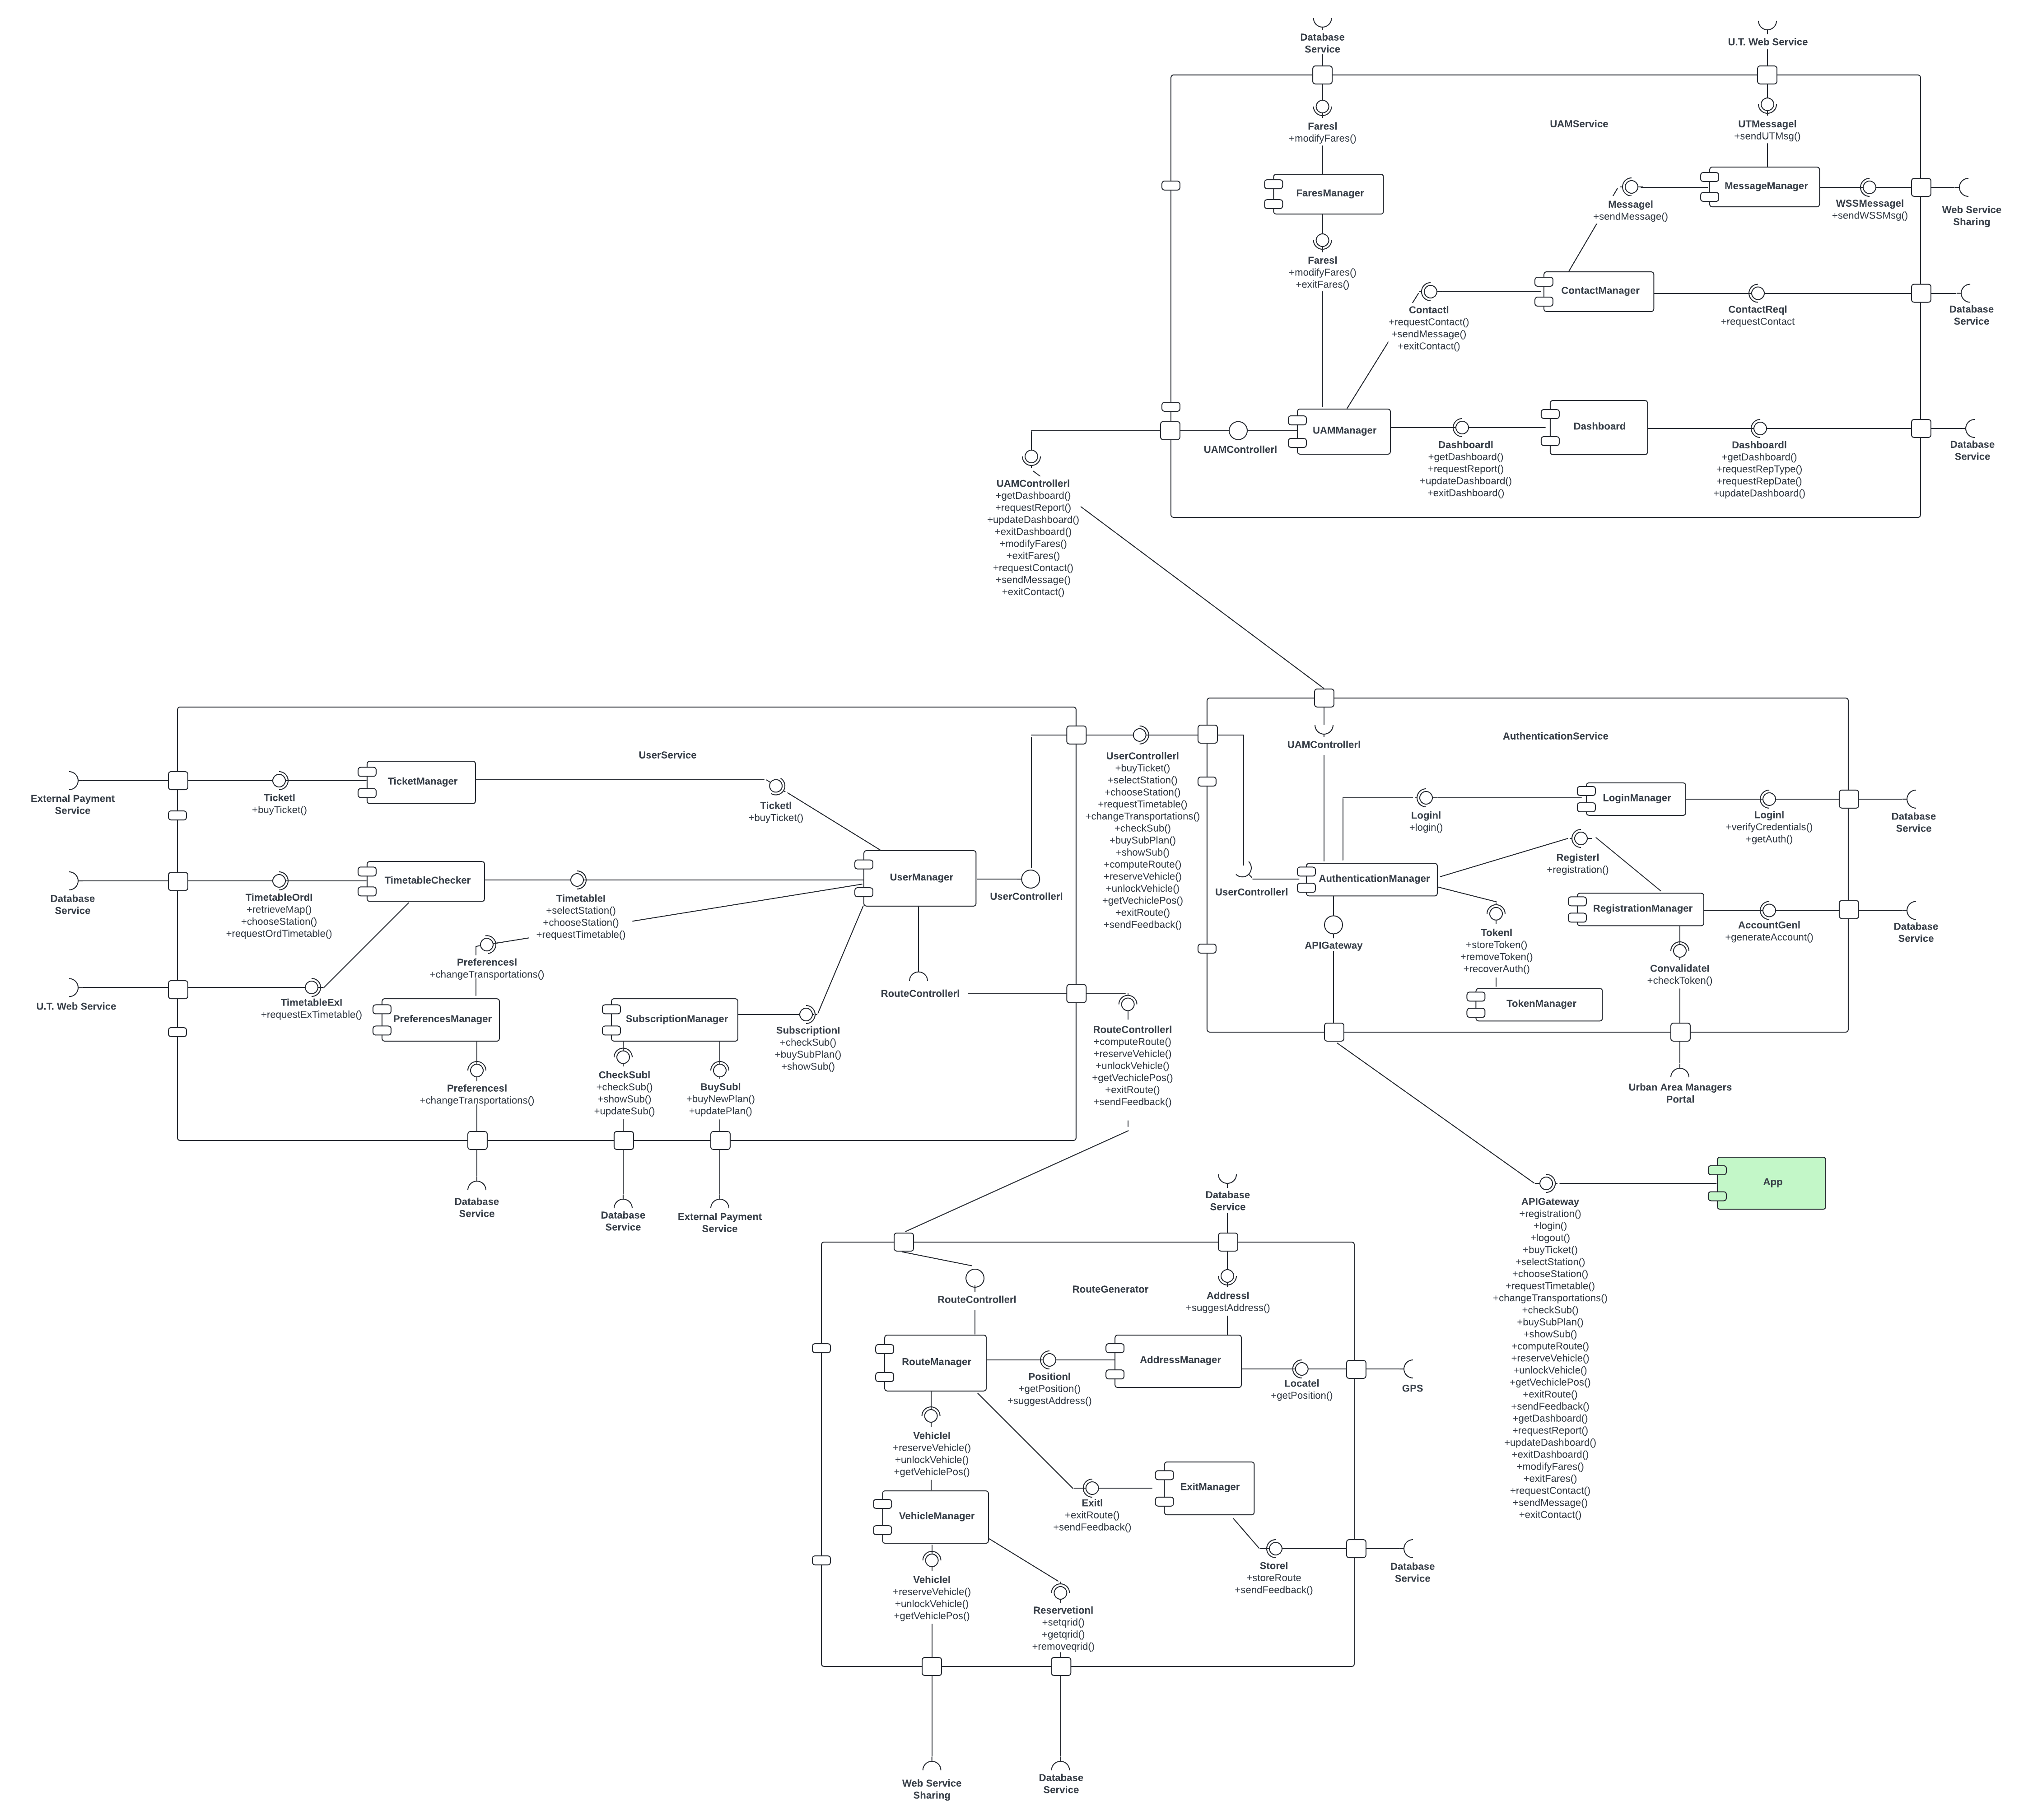 Database
Service
U.T. Web Service
FaresI
+modifyFares()
UAMService
UTMessageI
+sendUTMsg()
FaresManager
MessageManager
MessageI
+sendMessage()
WSSMessageI
+sendWSSMsg()
Web Service
Sharing
FaresI
+modifyFares()
+exitFares()
ContactManager
ContactI
+requestContact()
+sendMessage()
+exitContact()
ContactReqI
+requestContact
Database
Service
UAMManager
Dashboard
UAMControllerI
DashboardI
+getDashboard()
+requestReport()
+updateDashboard()
+exitDashboard()
DashboardI
+getDashboard()
+requestRepType()
+requestRepDate()
+updateDashboard()
Database
Service
UAMControllerI
+getDashboard()
+requestReport()
+updateDashboard()
+exitDashboard()
+modifyFares()
+exitFares()
+requestContact()
+sendMessage()
+exitContact()
UserService
TicketManager
External Payment
Service
TicketI
+buyTicket()
TicketI
+buyTicket()
TimetableChecker
UserManager
Database
Service
TimetableOrdI
+retrieveMap()
+chooseStation()
+requestOrdTimetable()
TimetableI
+selectStation()
+chooseStation()
+requestTimetable()
UserControllerI
PreferencesI
+changeTransportations()
RouteControllerI
U.T. Web Service
TimetableExI
+requestExTimetable()
PreferencesManager
SubscriptionManager
SubscriptionI
+checkSub()
+buySubPlan()
+showSub()
PreferencesI
+changeTransportations()
CheckSubI
+checkSub()
+showSub()
+updateSub()
BuySubI
+buyNewPlan()
+updatePlan()
Database
Service
Database
Service
External Payment
Service
UserControllerI
+buyTicket()
+selectStation()
+chooseStation()
+requestTimetable()
+changeTransportations()
+checkSub()
+buySubPlan()
+showSub()
+computeRoute()
+reserveVehicle()
+unlockVehicle()
+getVechiclePos()
+exitRoute()
+sendFeedback()
RouteControllerI
+computeRoute()
+reserveVehicle()
+unlockVehicle()
+getVechiclePos()
+exitRoute()
+sendFeedback()
UAMControllerI
AuthenticationService
LoginManager
LoginI
+login()
LoginI
+verifyCredentials()
+getAuth()
Database
Service
RegisterI
+registration()
AuthenticationManager
UserControllerI
RegistrationManager
AccountGenI
+generateAccount()
Database
Service
APIGateway
TokenI
+storeToken()
+removeToken()
+recoverAuth()
ConvalidateI
+checkToken()
TokenManager
Urban Area Managers
Portal
App
APIGateway
+registration()
+login()
+logout()
+buyTicket()
+selectStation()
+chooseStation()
+requestTimetable()
+changeTransportations()
+checkSub()
+buySubPlan()
+showSub()
+computeRoute()
+reserveVehicle()
+unlockVehicle()
+getVechiclePos()
+exitRoute()
+sendFeedback()
+getDashboard()
+requestReport()
+updateDashboard()
+exitDashboard()
+modifyFares()
+exitFares()
+requestContact()
+sendMessage()
+exitContact()
Database
Service
RouteControllerI
RouteGenerator
AddressI
+suggestAddress()
RouteManager
AddressManager
PositionI
+getPosition()
+suggestAddress()
LocateI
+getPosition()
GPS
VehicleI
+reserveVehicle()
+unlockVehicle()
+getVehiclePos()
ExitManager
ExitI
+exitRoute()
+sendFeedback()
VehicleManager
StoreI
+storeRoute
+sendFeedback()
Database
Service
VehicleI
+reserveVehicle()
+unlockVehicle()
+getVehiclePos()
ReservetionI
+setqrid()
+getqrid()
+removeqrid()
Web Service
Sharing
Database
Service